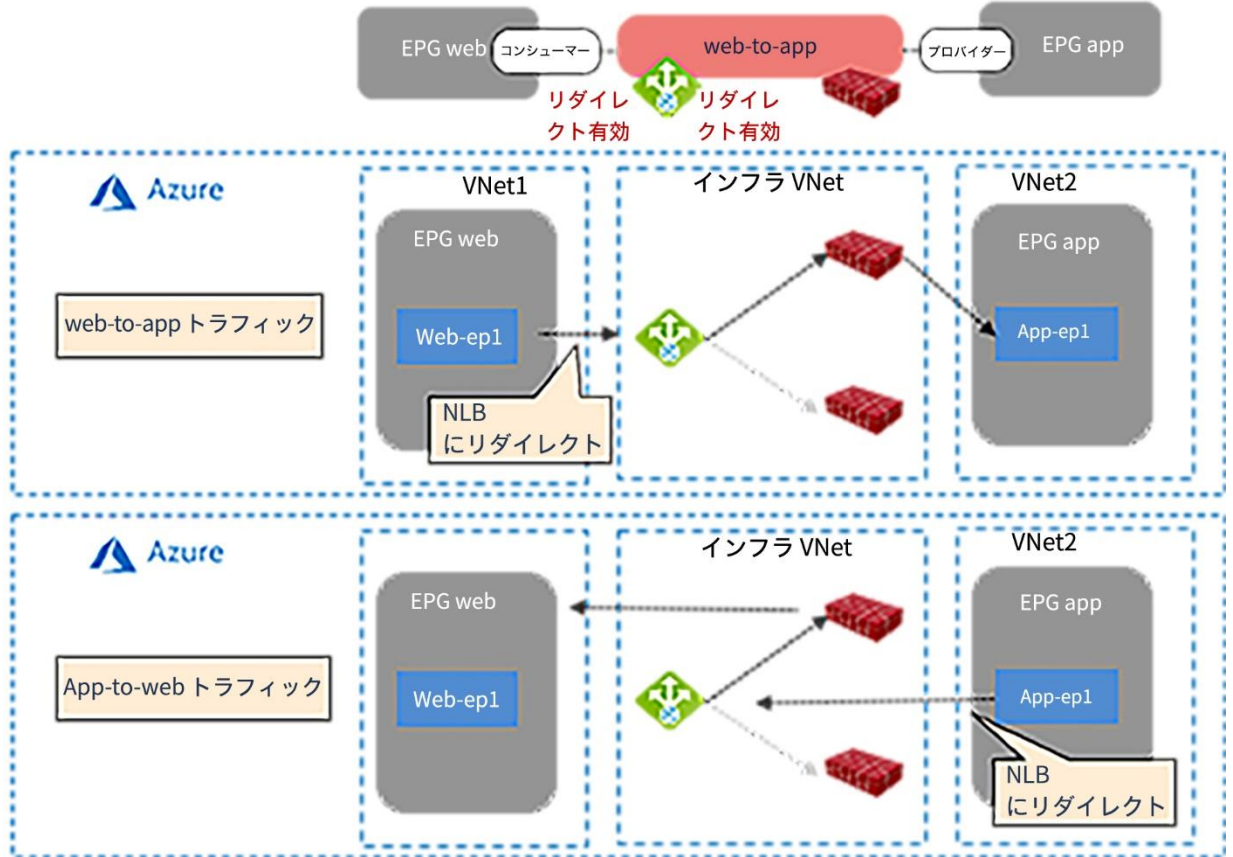 EPG web
コンシューマー
web-to-app
プロバイダー
EPG app
リダイレ
クト有効
リダイレ
クト有効
Azure
VNet1
インフラ VNet
VNet2
EPG web
EPG app
web-to-app トラフィック
Web-ep1
App-ep1
NLB
にリダイレクト
Azure
インフラ VNet
VNet2
EPG web
EPG app
App-to-web トラフィック
Web-ep1
App-ep1
NLB
にリダイレクト